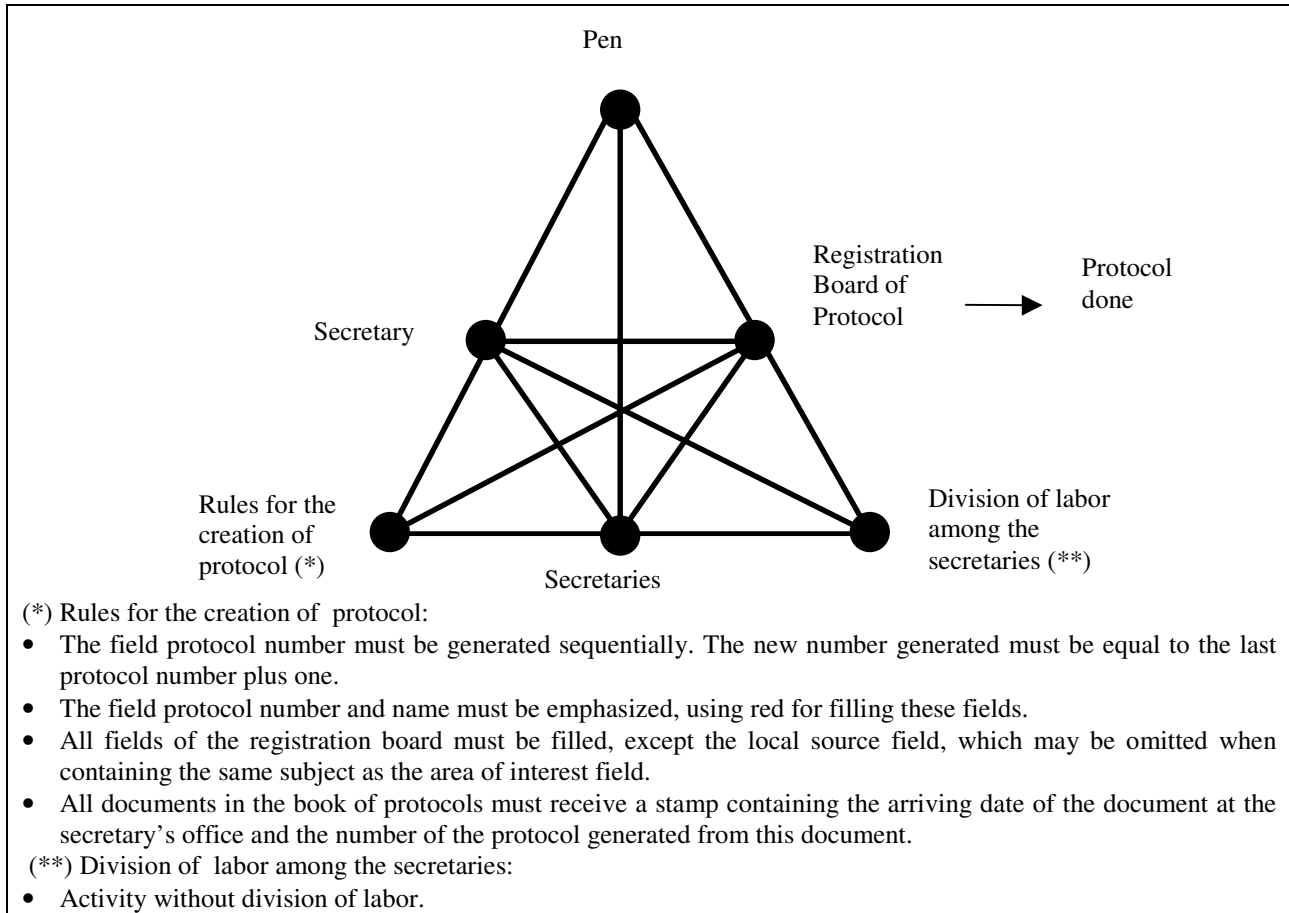 Pen
Registration
Board of
Protocol
Protocol
done
Secretary
Rules for the
creation of
protocol (*)
Secretaries
Division of labor
among the
secretaries (**)
(*) Rules for the creation of protocol:
• The field protocol number must be generated sequentially. The new number generated must be equal to the last
protocol number plus one.
• The field protocol number and name must be emphasized, using red for filling these fields.
• All fields of the registration board must be filled, except the local source field, which may be omitted when
containing the same subject as the area of interest field.
• All documents in the book of protocols must receive a stamp containing the arriving date of the document at the
secretary's office and the number of the protocol generated from this document.
(**) Division of labor among the secretaries:
• Activity without division of labor.